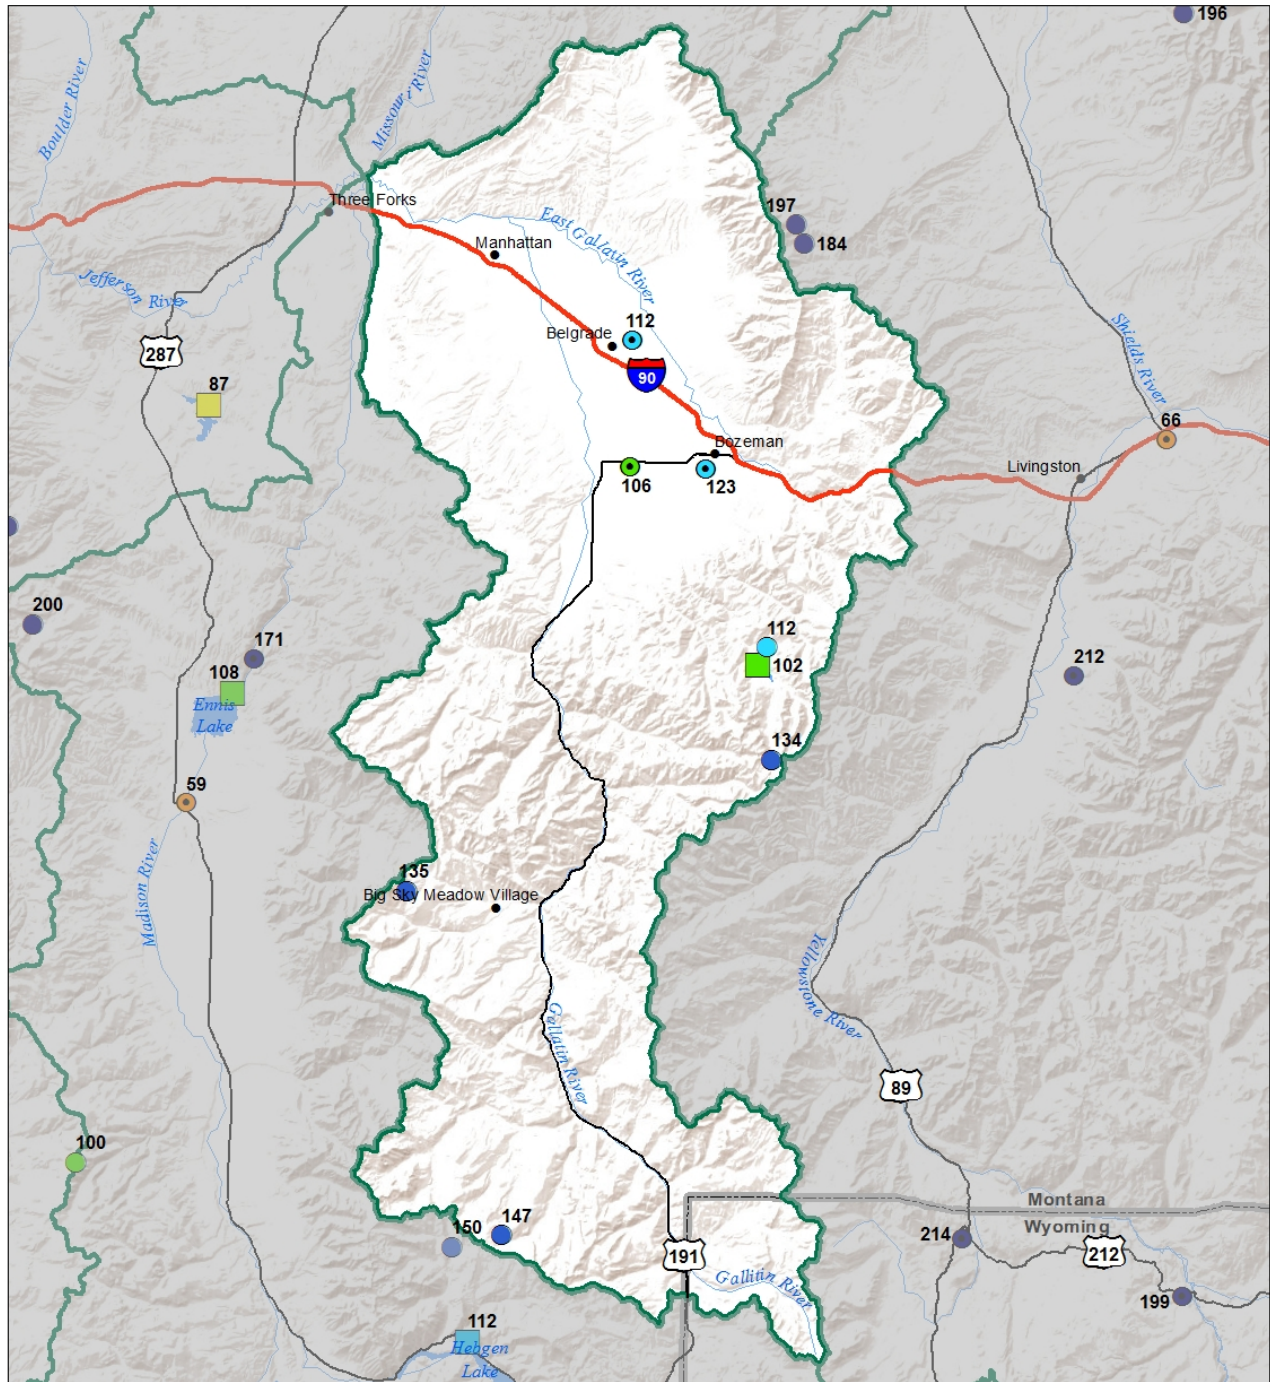 196
Boulder River
Missouri River
Three Forks
197
184
East Gallatin River
Manhattan
Jefferson River
287
112
Belgrade
90
Shields River
87
66
Bozeman
Livingston
106
123
200
171
112
108
102
212
Ennis
Lake
134
59
135
Big Sky Meadow Village
Madison River
Yellowstone River
Gallatin River
89
100
Montana
Wyoming
150
147
214
191
212
Gallitin River
199
112
Hebgen
Lake